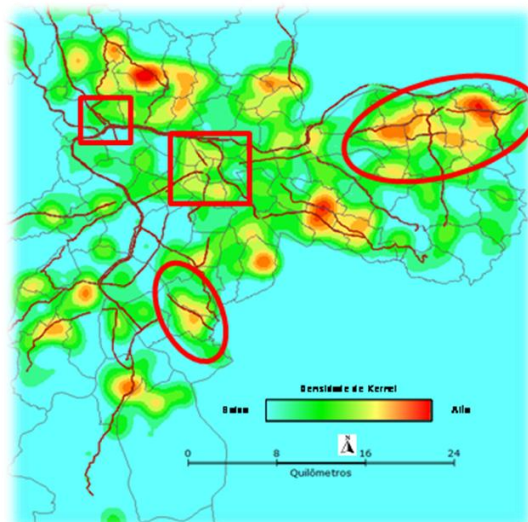 Densidade de Kernel
Baixa
Alta
N
0 8 16 24
Quilômetros